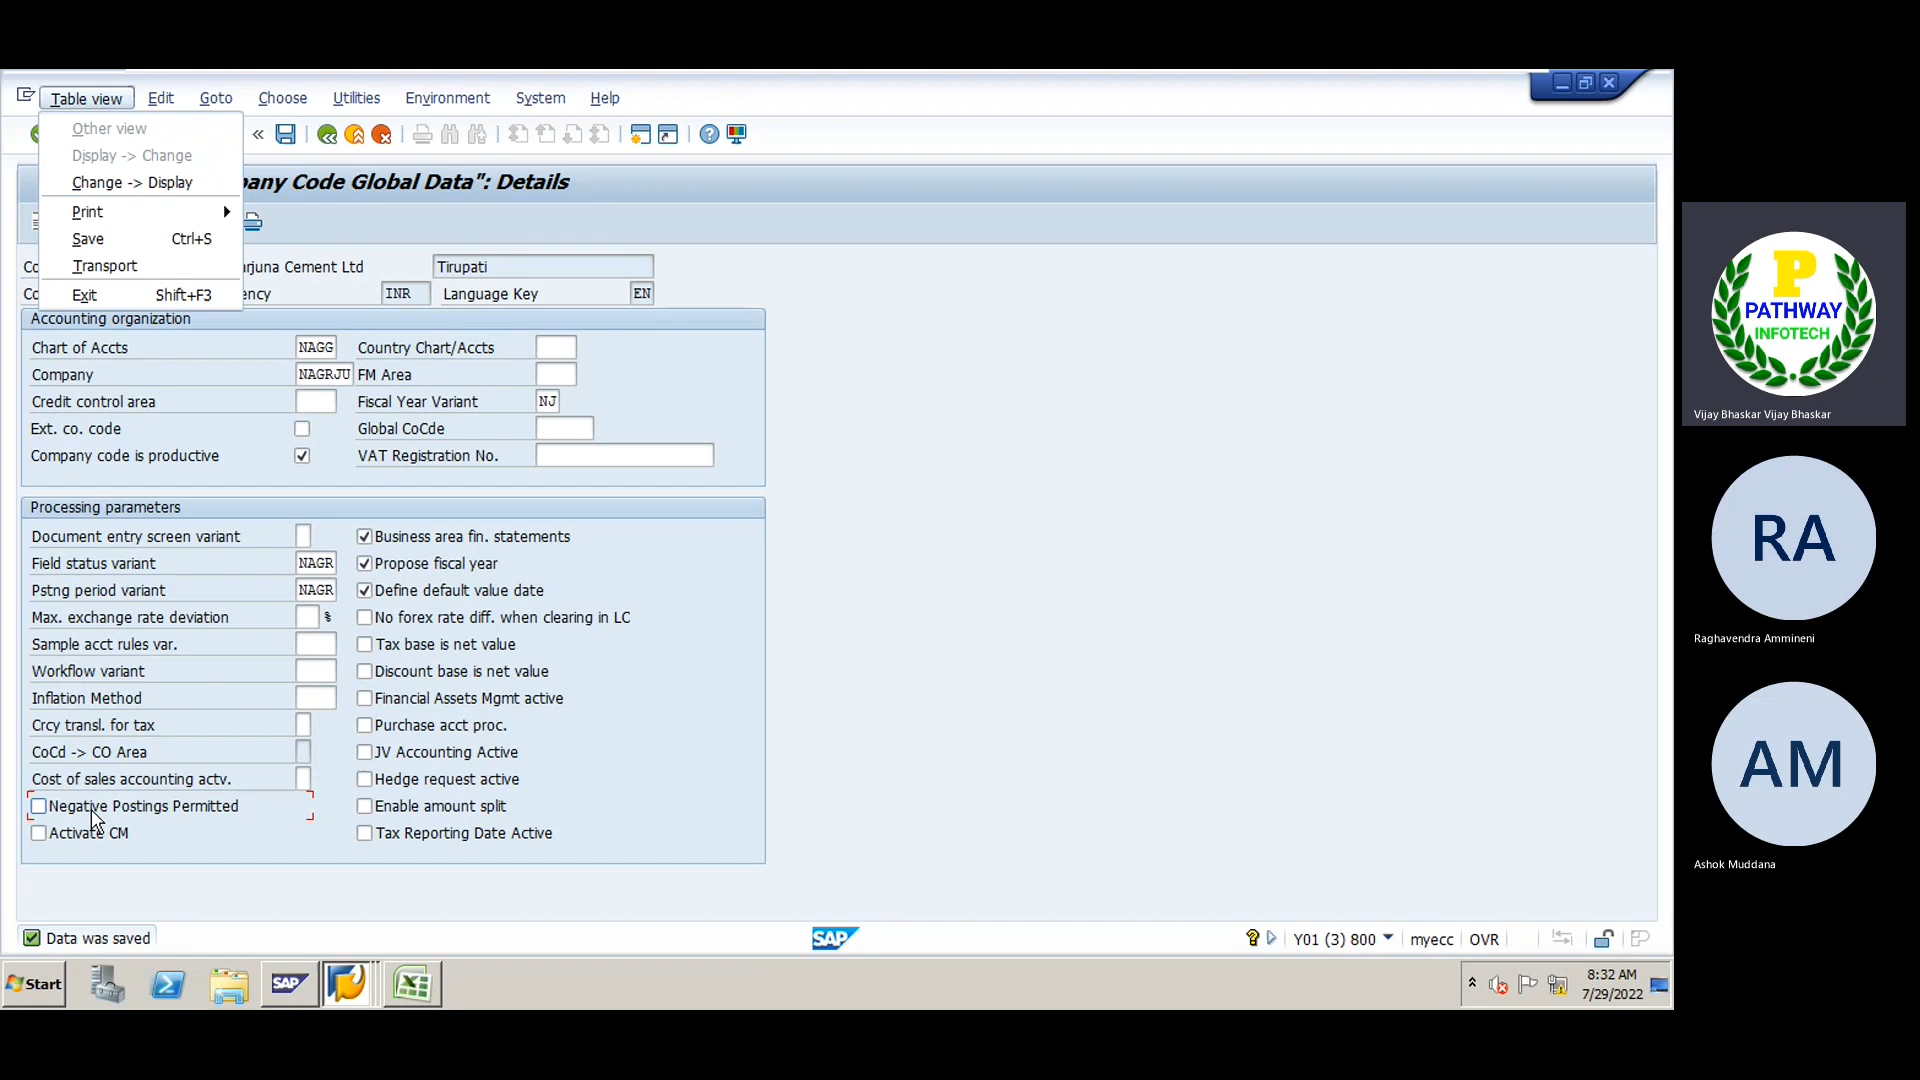 Table view Edit Goto Choose Utilities Environment System Help
Other view
Display -> Change
Change -> Display
Print
Save Ctrl+S
Transport
Exit Shift+F3
pany Code Global Data": Details
Co arjuna Cement Ltd Tirupati
Co ency INR Language Key EN
Accounting organization
Chart of Accts NAGG Country Chart/Accts
Company NAGRJU FM Area
Credit control area Fiscal Year Variant NJ
Ext. co. code Global CoCde
Company code is productive VAT Registration No.
Processing parameters
Document entry screen variant Business area fin. statements
Field status variant NAGR Propose fiscal year
Pstng period variant NAGR Define default value date
Max. exchange rate deviation % No forex rate diff. when clearing in LC
Sample acct rules var. Tax base is net value
Workflow variant Discount base is net value
Inflation Method Financial Assets Mgmt active
Crcy transl. for tax Purchase acct proc.
CoCd -> CO Area JV Accounting Active
Cost of sales accounting actv. Hedge request active
Negative Postings Permitted Enable amount split
Activate CM Tax Reporting Date Active
Data was saved SAP Y01 (3) 800 myecc OVR
Start SAP 8:32 AM
7/29/2022
P
PATHWAY
INFOTECH
Vijay Bhaskar Vijay Bhaskar
RA
Raghavendra Ammineni
AM
Ashok Muddana